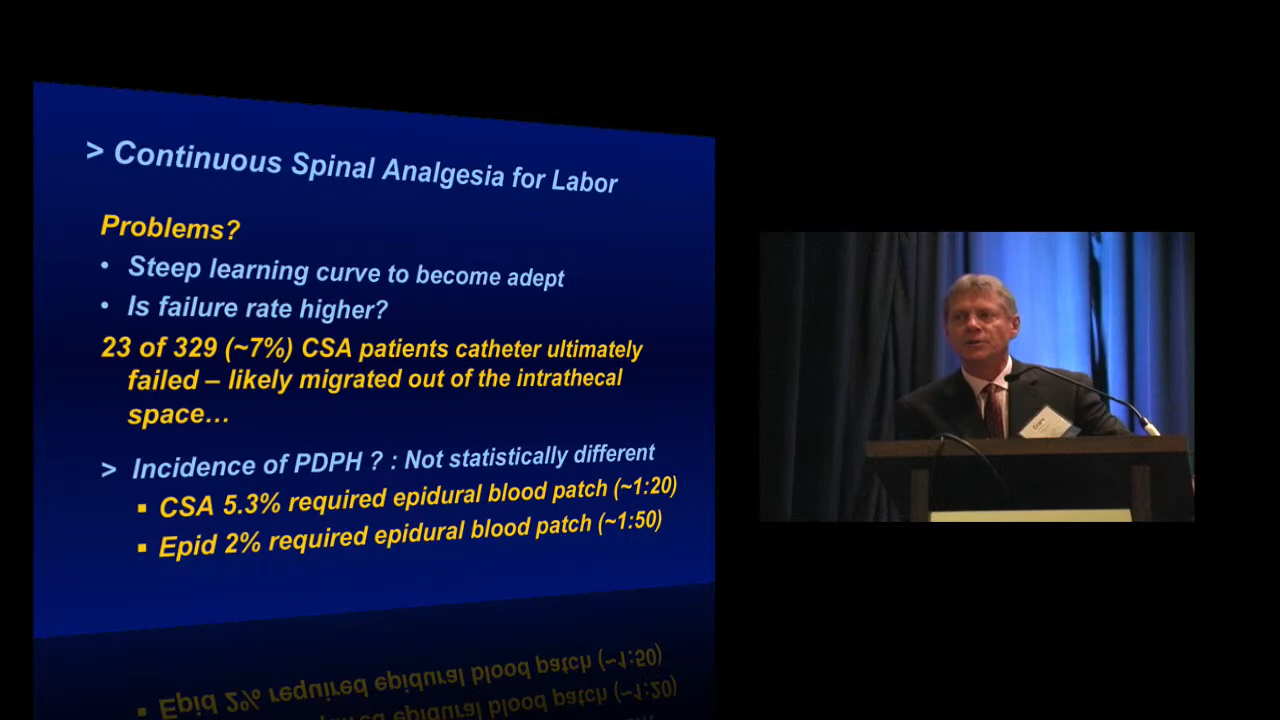 > Continuous Spinal Analgesia for Labor
Problems?
• Steep learning curve to become adept
• Is failure rate higher?
23 of 329 (~7%) CSA patients catheter ultimately
failed – likely migrated out of the intrathecal
space…
> Incidence of PDPH ? : Not statistically different
▪ CSA 5.3% required epidural blood patch (~1:20)
▪ Epid 2% required epidural blood patch (~1:50)